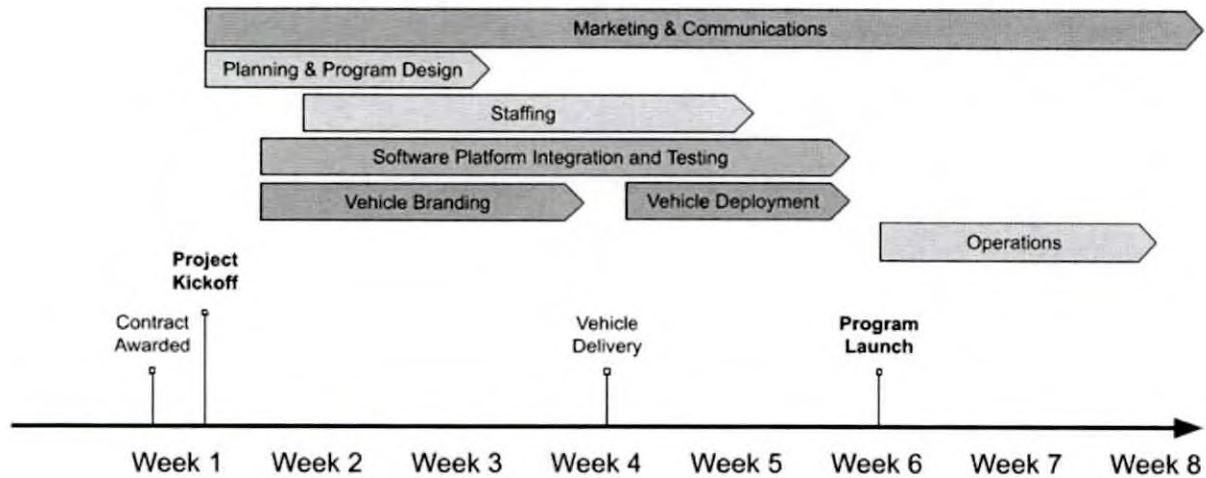 Marketing & Communications
Planning & Program Design
Staffing
Software Platform Integration and Testing
Vehicle Branding
Vehicle Deployment
Operations
Project
Kickoff
Contract
Awarded
Vehicle
Delivery
Program
Launch
Week 1
Week 2
Week 3
Week 4
Week 5
Week 6
Week 7
Week 8